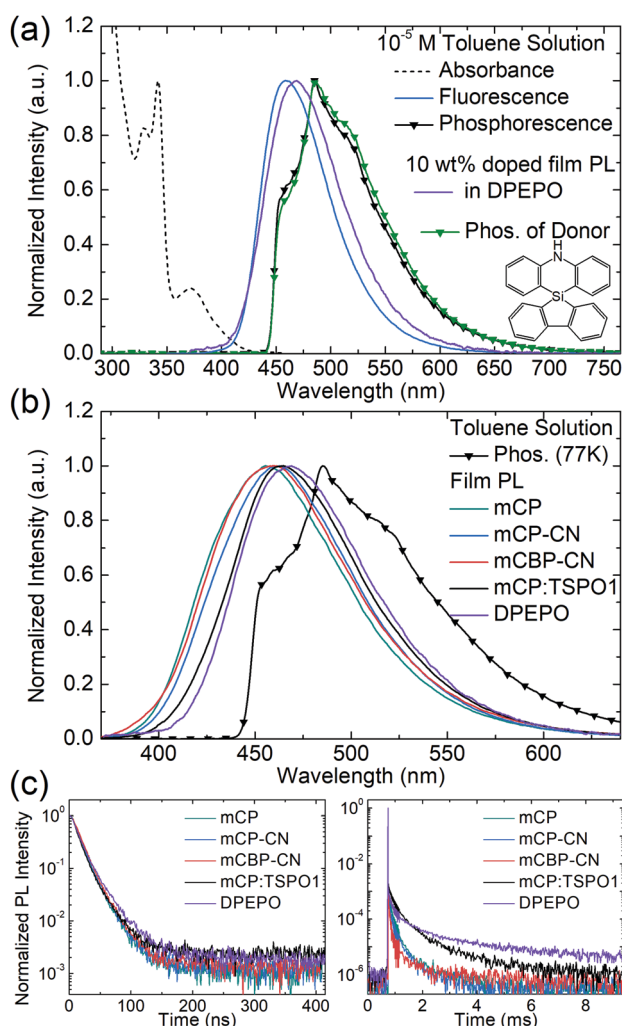 (a)
10⁻⁵ M Toluene Solution
Absorbance
Fluorescence
Phosphorescence
10 wt% doped film PL
in DPEPO
Phos. of Donor
H
N
Si
Normalized Intensity (a.u.)
1.0
0.8
0.6
0.4
0.2
0.0
300 350 400 450 500 550 600 650 700 750
Wavelength (nm)
(b)
Toluene Solution
Phos. (77K)
Film PL
mCP
mCP-CN
mCBP-CN
mCP:TSPO1
DPEPO
Normalized Intensity (a.u.)
1.0
0.8
0.6
0.4
0.2
0.0
400 450 500 550 600
Wavelength (nm)
(c)
Normalized PL Intensity
10⁰
10⁻¹
10⁻²
10⁻³
mCP
mCP-CN
mCBP-CN
mCP:TSPO1
DPEPO
0 100 200 300 400
Time (ns)
10⁰
10⁻²
10⁻⁴
10⁻⁶
mCP
mCP-CN
mCBP-CN
mCP:TSPO1
DPEPO
0 2 4 6 8
Time (ms)